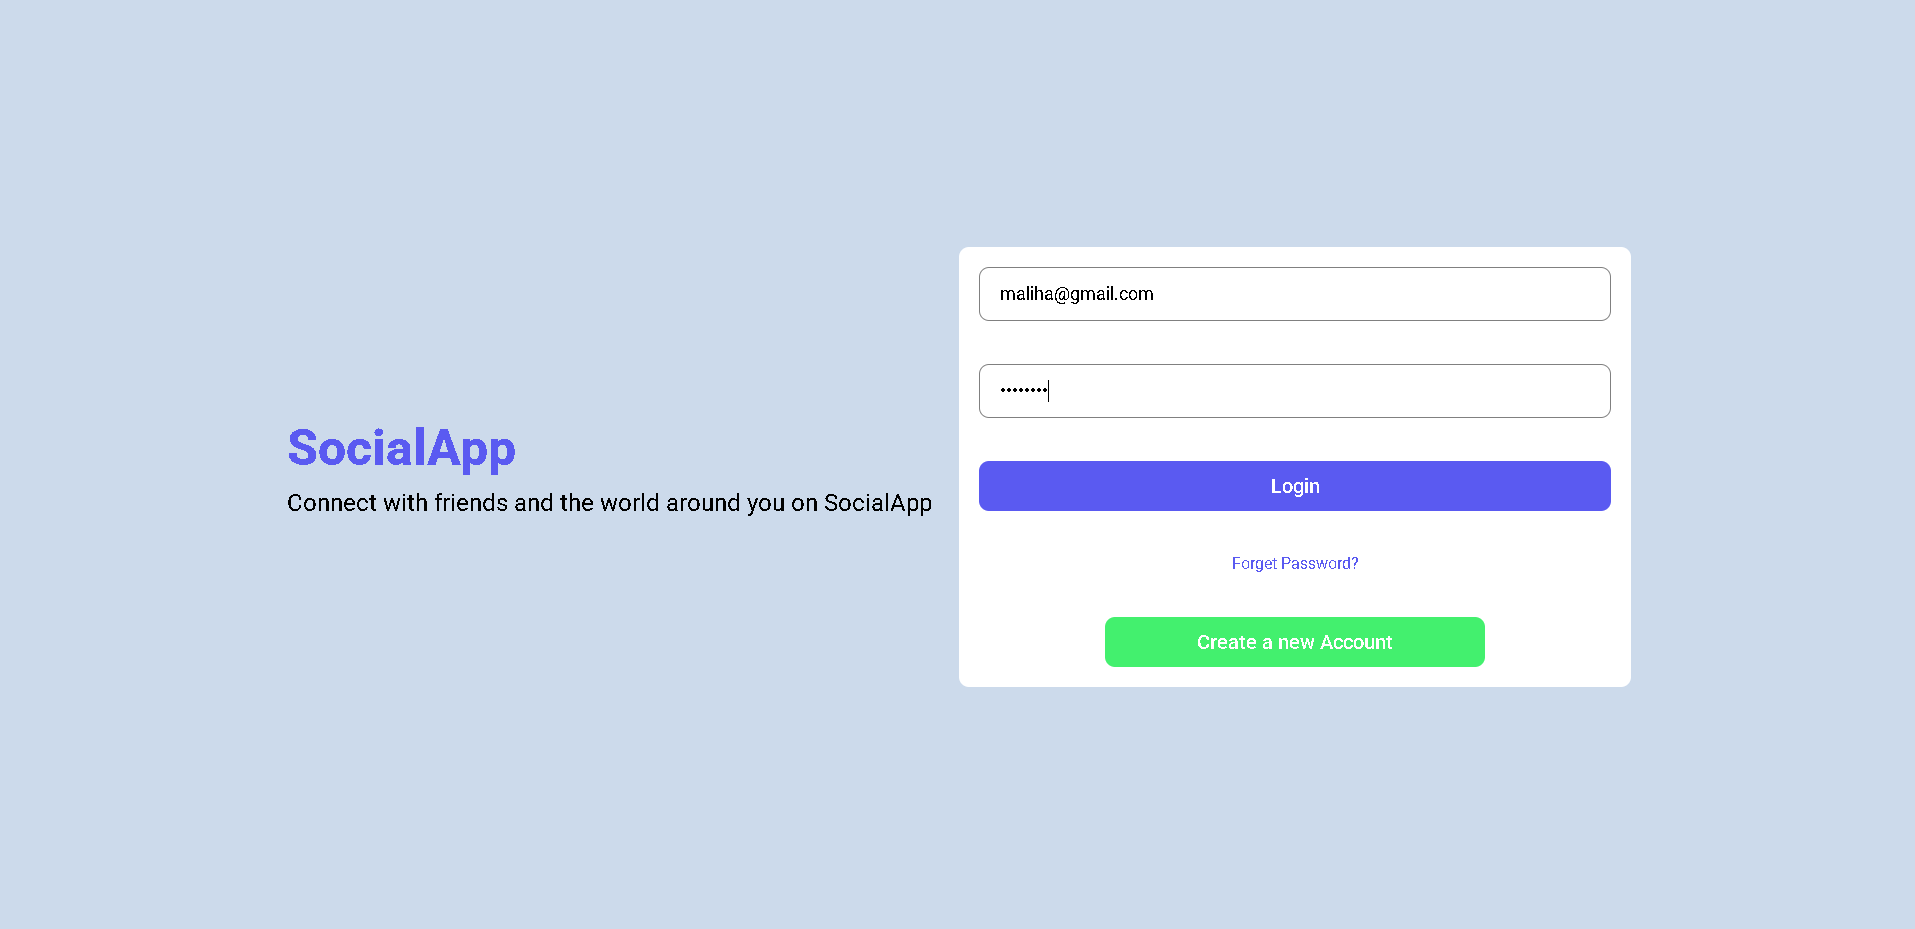 SocialApp
Connect with friends and the world around you on SocialApp
maliha@gmail.com
••••••••
Login
Forget Password?
Create a new Account